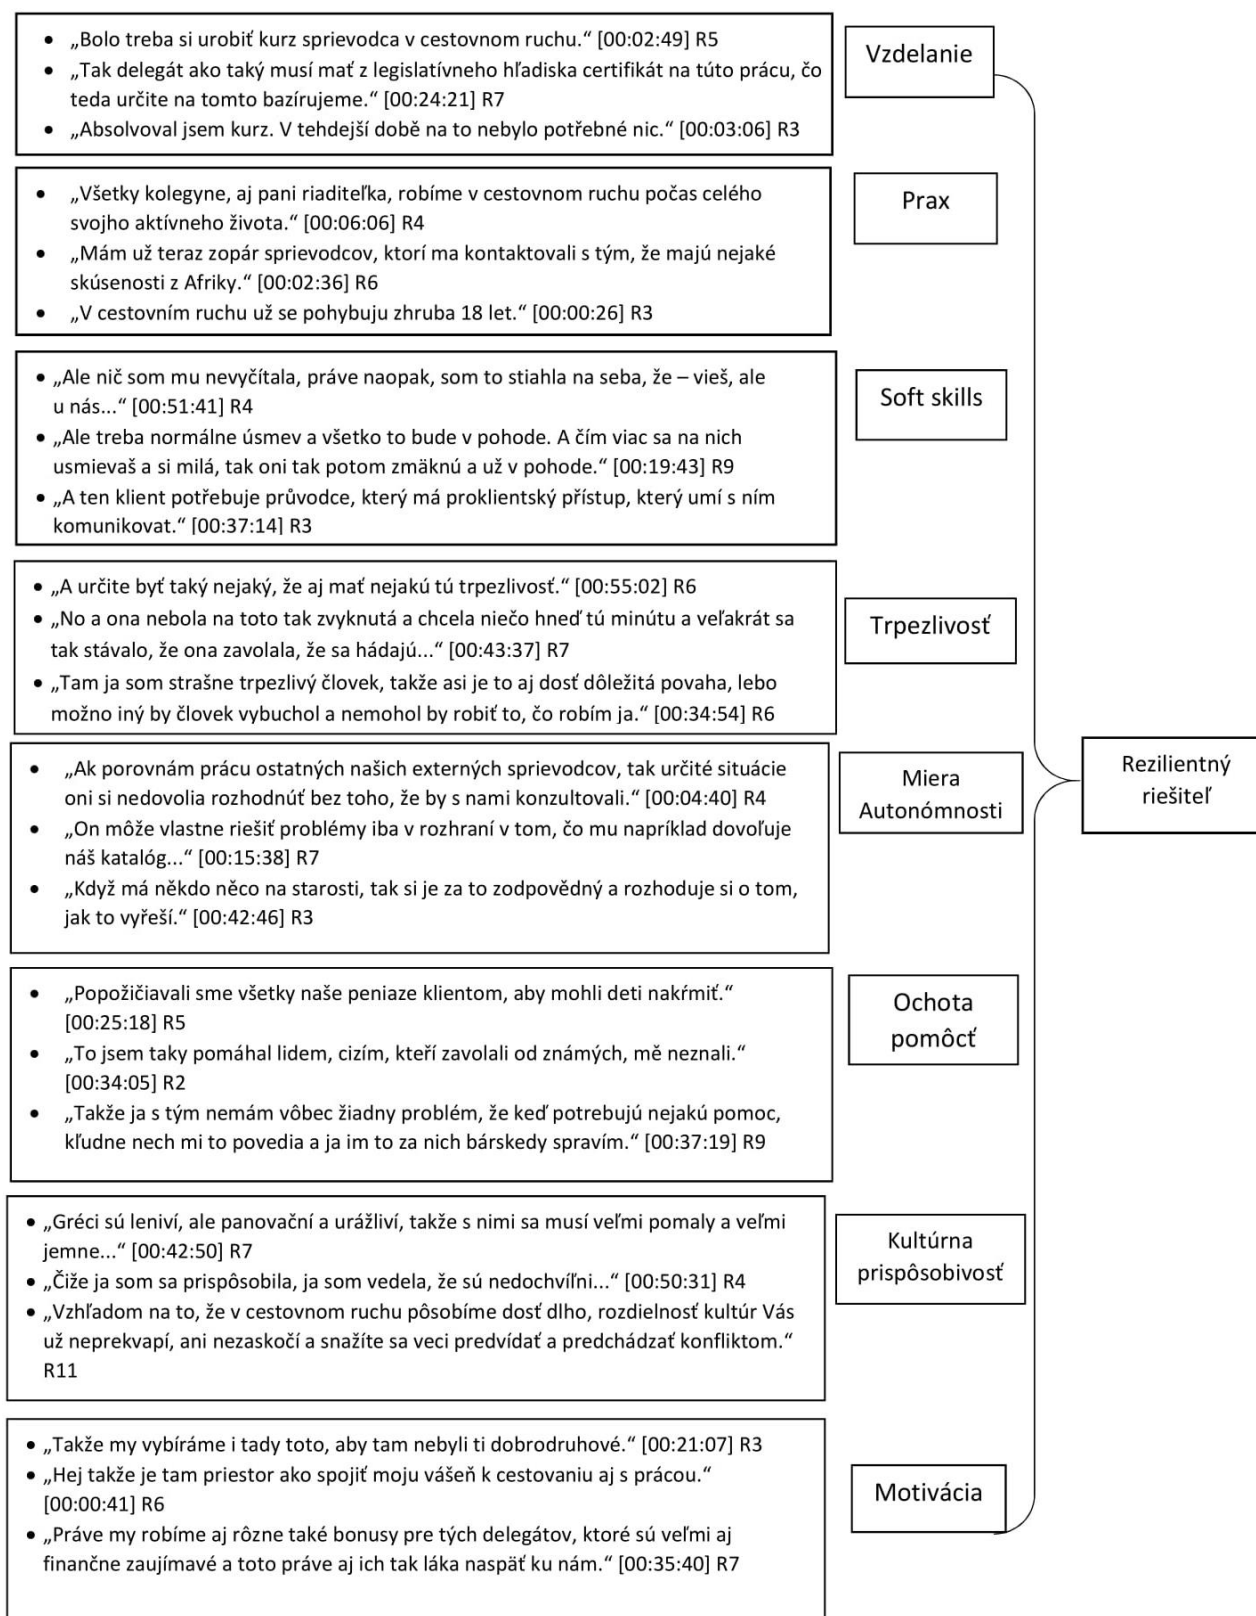 • „Bolo treba si urobiť kurz sprievodca v cestovnom ruchu.“ [00:02:49] R5
• „Tak delegát ako taký musí mať z legislatívneho hľadiska certifikát na túto prácu, čo
teda určite na tomto bazírujeme.“ [00:24:21] R7
• „Absolvoval jsem kurz. V tehdejší době na to nebylo potřebné nic.“ [00:03:06] R3
Vzdelanie
• „Všetky kolegyne, aj pani riaditeľka, robíme v cestovnom ruchu počas celého
svojho aktívneho života.“ [00:06:06] R4
• „Mám už teraz zopár sprievodcov, ktorí ma kontaktovali s tým, že majú nejaké
skúsenosti z Afriky.“ [00:02:36] R6
• „V cestovním ruchu už se pohybuju zhruba 18 let.“ [00:00:26] R3
Prax
• „Ale nič som mu nevyčítala, práve naopak, som to stiahla na seba, že – vieš, ale
u nás...“ [00:51:41] R4
• „Ale treba normálne úsmev a všetko to bude v pohode. A čím viac sa na nich
usmievaš a si milá, tak oni tak potom zmäknú a už v pohode.“ [00:19:43] R9
• „A ten klient potřebuje průvodce, který má proklientský přístup, který umí s ním
komunikovat.“ [00:37:14] R3
Soft skills
• „A určite byť taký nejaký, že aj mať nejakú tú trpezlivosť.“ [00:55:02] R6
• „No a ona nebola na toto tak zvyknutá a chcela niečo hneď tú minútu a veľakrát sa
tak stávalo, že ona zavolala, že sa hádajú...“ [00:43:37] R7
• „Tam ja som strašne trpezlivý človek, takže asi je to aj dosť dôležitá povaha, lebo
možno iný by človek vybuchol a nemohol by robiť to, čo robím ja.“ [00:34:54] R6
Trpezlivosť
• „Ak porovnám prácu ostatných našich externých sprievodcov, tak určité situácie
oni si nedovolia rozhodnúť bez toho, že by s nami konzultovali.“ [00:04:40] R4
• „On môže vlastne riešiť problémy iba v rozhraní v tom, čo mu napríklad dovoľuje
náš katalóg...“ [00:15:38] R7
• „Když má někdo něco na starosti, tak si je za to zodpovědný a rozhoduje si o tom,
jak to vyřeší.“ [00:42:46] R3
Miera
Autonómnosti
Rezilientný
riešiteľ
• „Popožičiavali sme všetky naše peniaze klientom, aby mohli deti nakŕmiť.“
[00:25:18] R5
• „To jsem taky pomáhal lidem, cizím, kteří zavolali od známých, mě neznali.“
[00:34:05] R2
• „Takže ja s tým nemám vôbec žiadny problém, že keď potrebujú nejakú pomoc,
kľudne nech mi to povedia a ja im to za nich bárskedy spravím.“ [00:37:19] R9
Ochota
pomôcť
• „Gréci sú leniví, ale panovační a urážliví, takže s nimi sa musí veľmi pomaly a veľmi
jemne...“ [00:42:50] R7
• „Čiže ja som sa prispôsobila, ja som vedela, že sú nedochvíľni...“ [00:50:31] R4
• „Vzhľadom na to, že v cestovnom ruchu pôsobíme dosť dlho, rozdielnosť kultúr Vás
už neprekvapí, ani nezaskočí a snažíte sa veci predvídať a predchádzať konfliktom.“
R11
Kultúrna
prispôsobivosť
• „Takže my vybíráme i tady toto, aby tam nebyli ti dobrodruhové.“ [00:21:07] R3
• „Hej takže je tam priestor ako spojiť moju vášeň k cestovaniu aj s prácou.“
[00:00:41] R6
• „Práve my robíme aj rôzne také bonusy pre tých delegátov, ktoré sú veľmi aj
finančne zaujímavé a toto práve aj ich tak láka naspäť ku nám.“ [00:35:40] R7
Motivácia